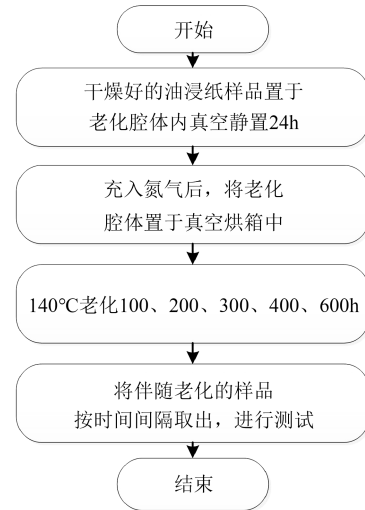 开始
干燥好的油浸纸样品置于
老化腔体内真空静置24h
充入氮气后，将老化
腔体置于真空烘箱中
140℃老化100、200、300、400、600h
将伴随老化的样品
按时间间隔取出，进行测试
结束